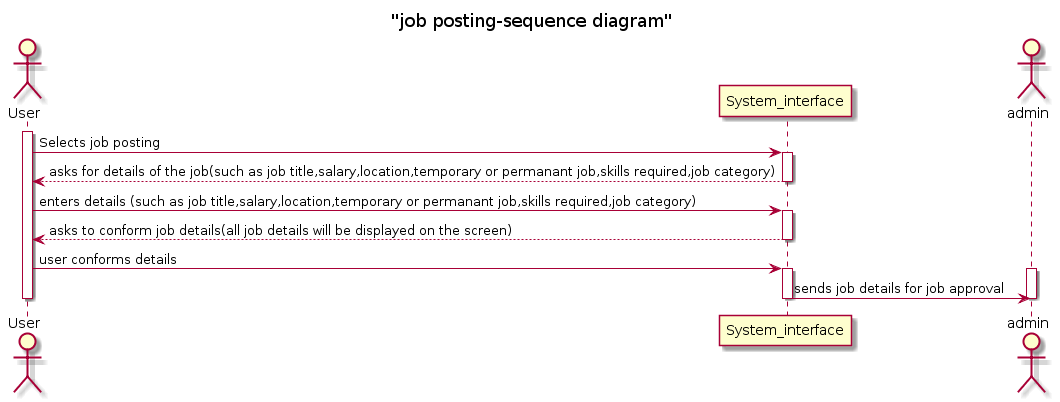 "job posting-sequence diagram"
User
System_interface
admin
Selects job posting
asks for details of the job(such as job title,salary,location,temporary or permanant job,skills required,job category)
enters details (such as job title,salary,location,temporary or permanant job,skills required,job category)
asks to conform job details(all job details will be displayed on the screen)
user conforms details
sends job details for job approval
User
System_interface
admin